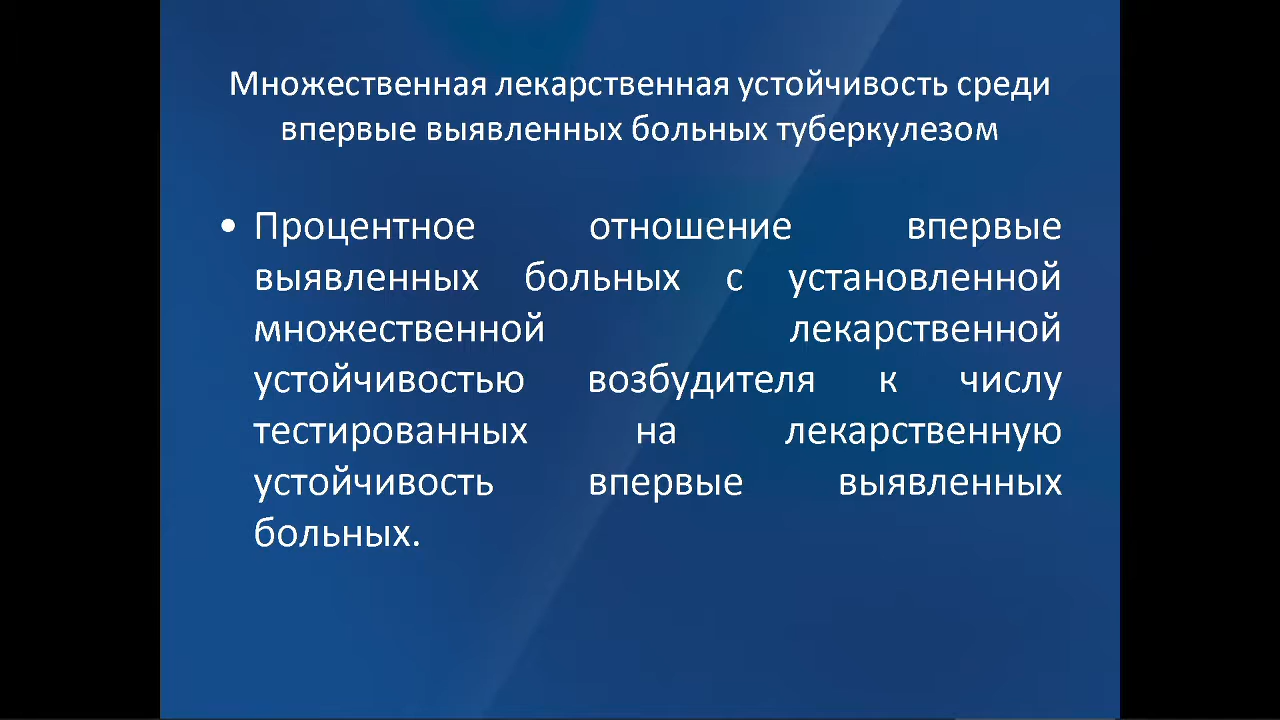 Множественная лекарственная устойчивость среди
впервые выявленных больных туберкулезом
• Процентное отношение впервые
выявленных больных с установленной
множественной лекарственной
устойчивостью возбудителя к числу
тестированных на лекарственную
устойчивость впервые выявленных
больных.